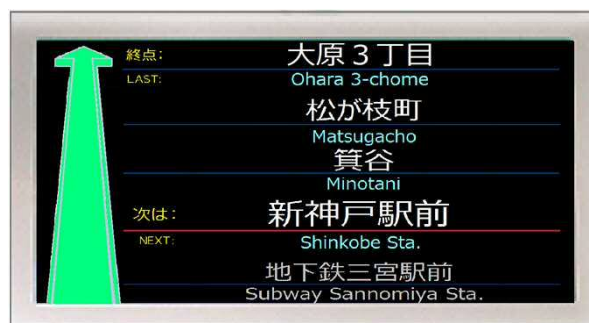 終点: 大原3丁目
LAST: Ohara 3-chome
松が枝町
Matsugacho
箕谷
Minotani
次は: 新神戸駅前
NEXT: Shinkobe Sta.
地下鉄三宮駅前
Subway Sannomiya Sta.